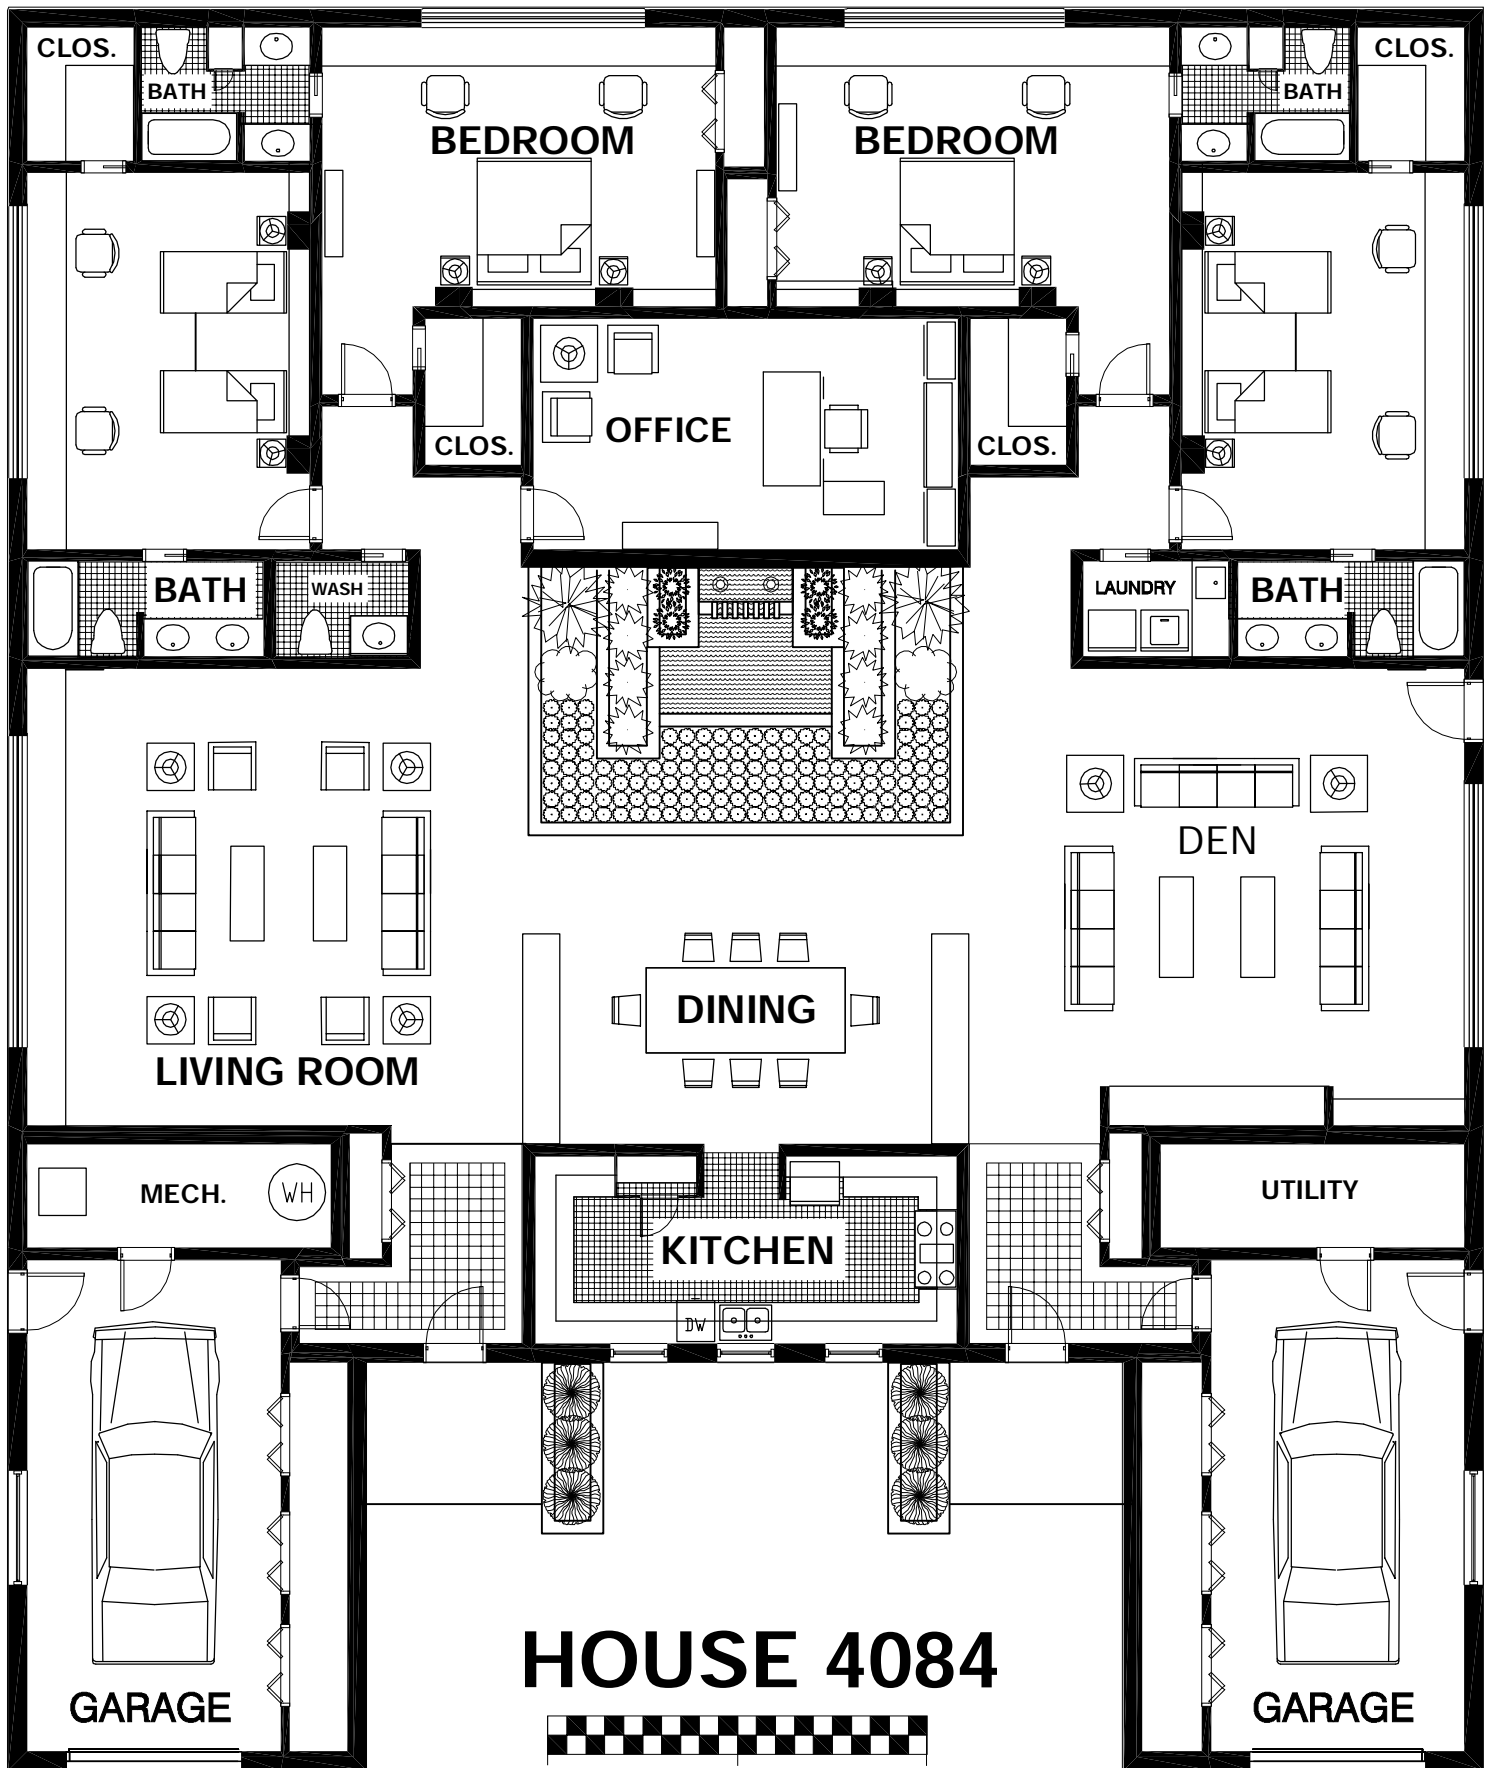 CLOS.
BATH
BEDROOM
BEDROOM
BATH
CLOS.
CLOS.
OFFICE
CLOS.
BATH
WASH
LAUNDRY
BATH
DEN
DINING
LIVING ROOM
MECH.
WH
KITCHEN
UTILITY
DW
HOUSE 4084
GARAGE
GARAGE